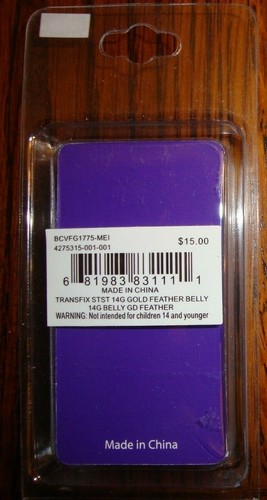 BCVFG1775-MEI
4275315-001-001 $15.00
6 81983 83111 1
MADE IN CHINA
TRANSFIX STST 14G GOLD FEATHER BELLY
14G BELLY GD FEATHER
WARNING: Not intended for children 14 and younger
Made in China